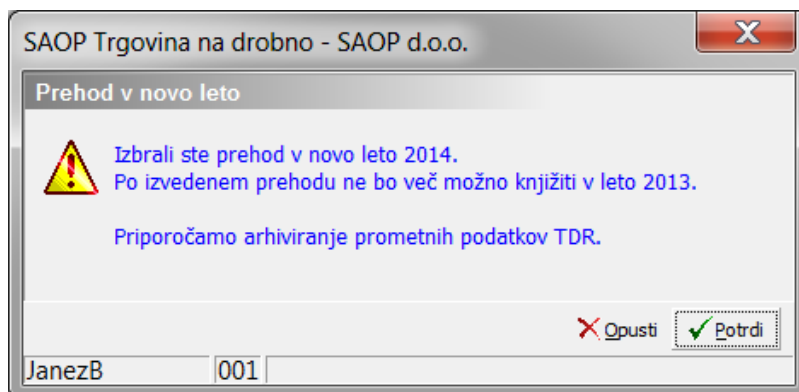 SAOP Trgovina na drobno - SAOP d.o.o.
Prehod v novo leto
Izbrali ste prehod v novo leto 2014.
Po izvedenem prehodu ne bo več možno knjižiti v leto 2013.
Priporočamo arhiviranje prometnih podatkov TDR.
Opusti Potrdi
JanezB 001